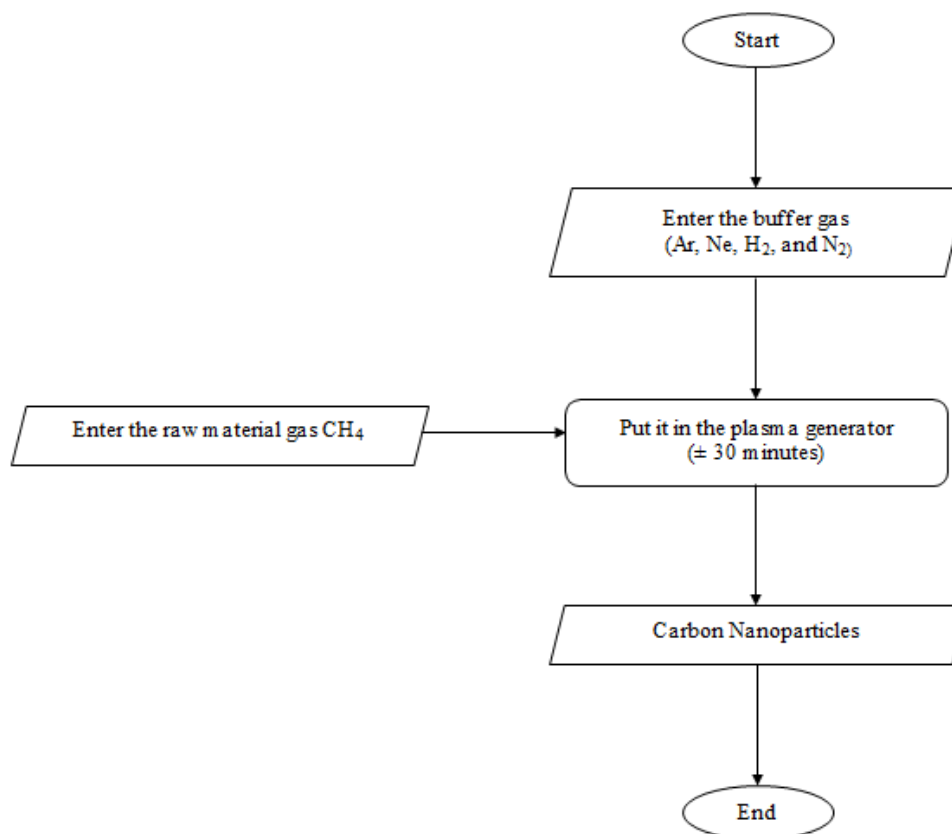 Start
Enter the buffer gas
(Ar, Ne, H₂, and N₂)
Enter the raw material gas CH₄
Put it in the plasma generator
(± 30 minutes)
Carbon Nanoparticles
End